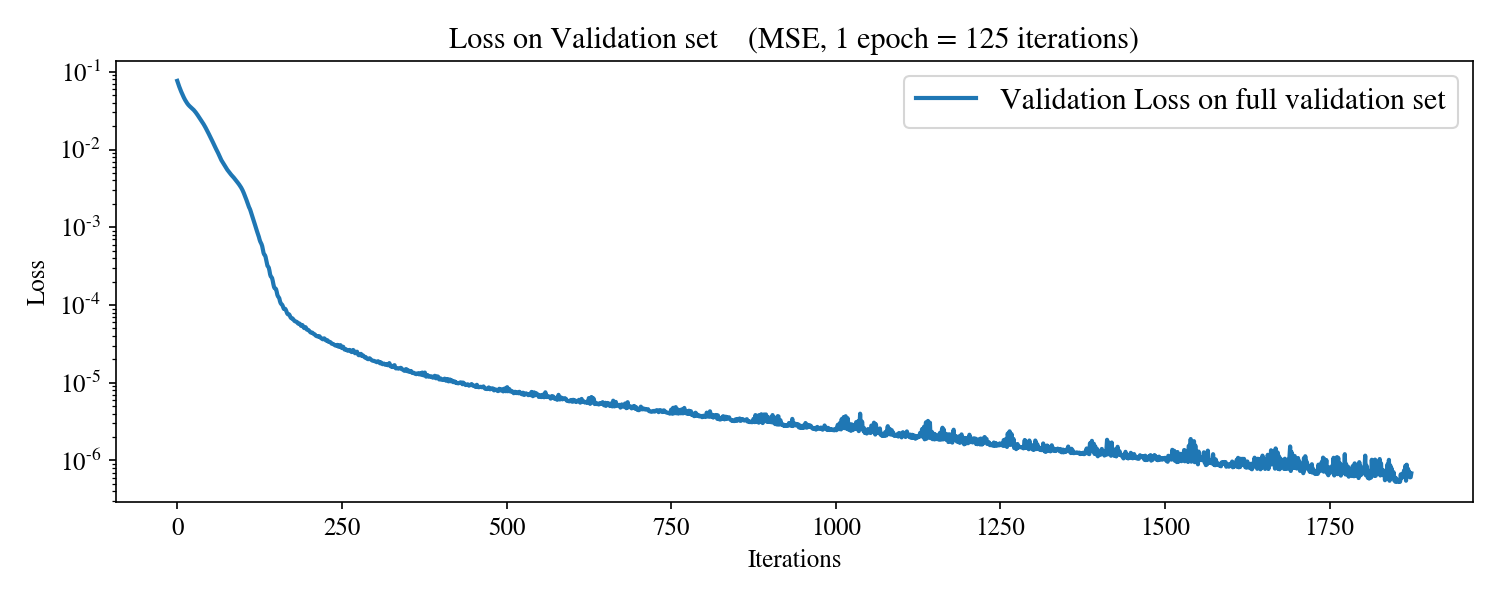 Loss on Validation set (MSE, 1 epoch = 125 iterations)
Validation Loss on full validation set
Loss
10^-1
10^-2
10^-3
10^-4
10^-5
10^-6
0 250 500 750 1000 1250 1500 1750
Iterations